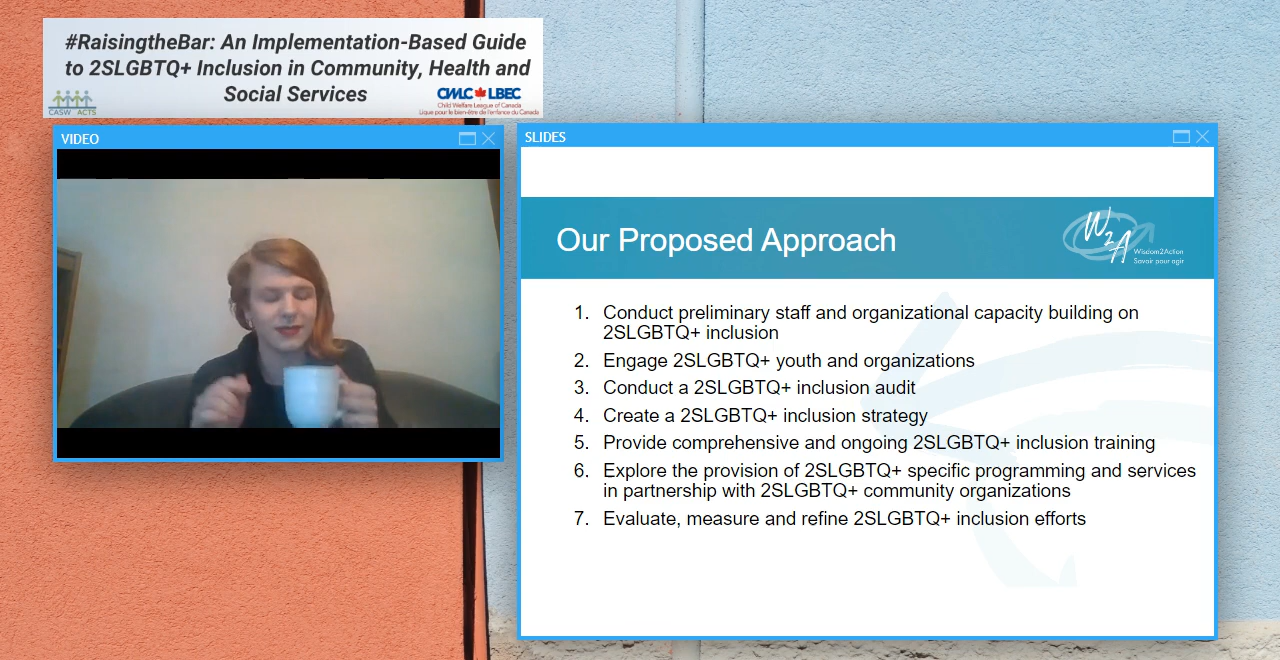 #RaisingtheBar: An Implementation-Based Guide
to 2SLGBTQ+ Inclusion in Community, Health and
Social Services
CASW ACTS
CWLC LBEC
Child Welfare League of Canada
Ligue pour le bien-être de l'enfance du Canada
VIDEO
SLIDES
Our Proposed Approach
W2A
Wisdom2Action
Savoir pour agir
1. Conduct preliminary staff and organizational capacity building on
2SLGBTQ+ inclusion
2. Engage 2SLGBTQ+ youth and organizations
3. Conduct a 2SLGBTQ+ inclusion audit
4. Create a 2SLGBTQ+ inclusion strategy
5. Provide comprehensive and ongoing 2SLGBTQ+ inclusion training
6. Explore the provision of 2SLGBTQ+ specific programming and services
in partnership with 2SLGBTQ+ community organizations
7. Evaluate, measure and refine 2SLGBTQ+ inclusion efforts